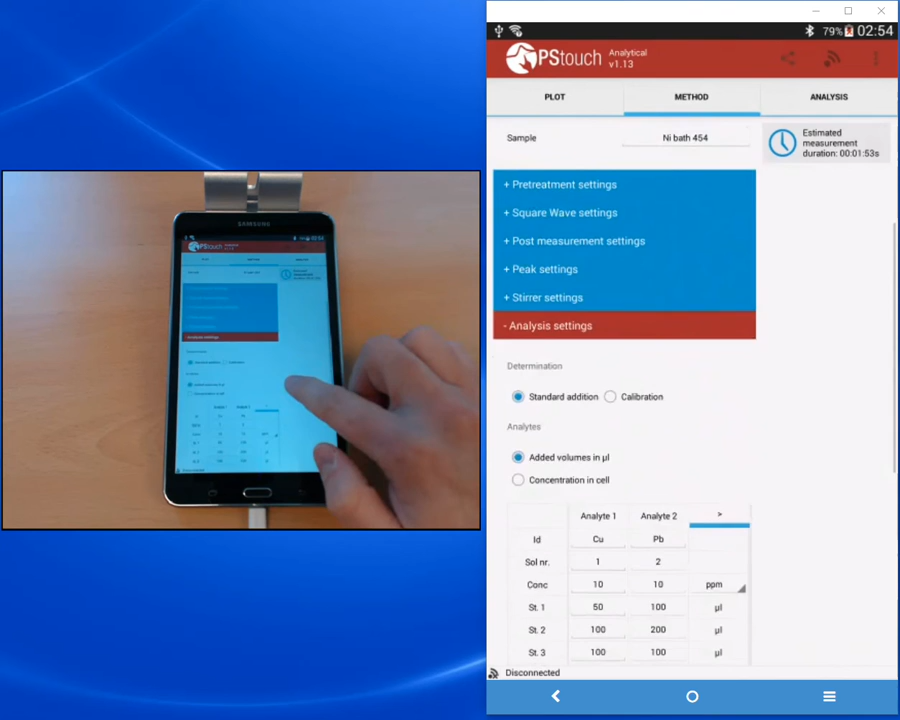 SAMSUNG
79% 02:54
PStouch Analytical v1.13
PLOT METHOD ANALYSIS
Sample Ni bath 454
Estimated measurement duration: 00:01:53s
+ Pretreatment settings
+ Square Wave settings
+ Post measurement settings
+ Peak settings
+ Stirrer settings
- Analysis settings
Determination
Standard addition Calibration
Analytes
Added volumes in µl
Concentration in cell
Analyte 1 Analyte 2 >
Id Cu Pb
Sol nr. 1 2
Conc 10 10 ppm
St. 1 50 100 µl
St. 2 100 200 µl
St. 3 100 100 µl
Disconnected